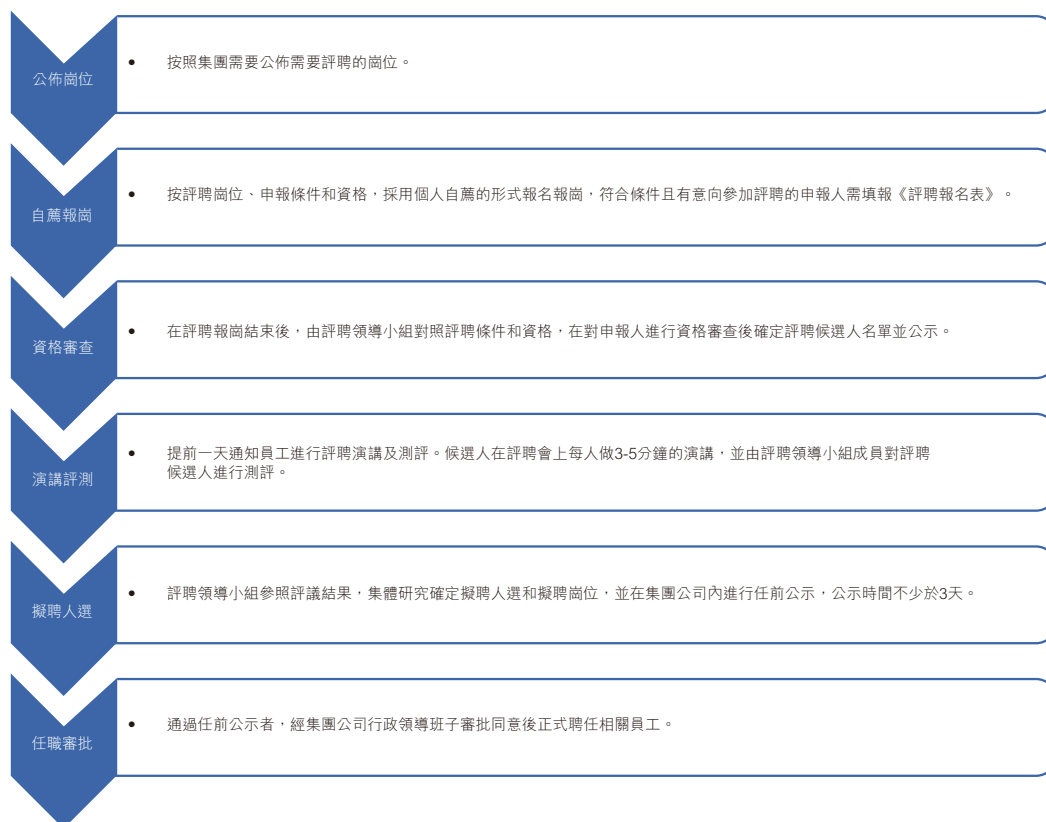 公佈崗位
• 按照集團需要公佈需要評聘的崗位。
自薦報崗
• 按評聘崗位、申報條件和資格，採用個人自薦的形式報名報崗，符合條件且有意向參加評聘的申報人需填報《評聘報名表》。
資格審查
• 在評聘報崗結束後，由評聘領導小組對照評聘條件和資格，在對申報人進行資格審查後確定評聘候選人名單並公示。
演講評測
• 提前一天通知員工進行評聘演講及測評。候選人在評聘會上每人做3-5分鐘的演講，並由評聘領導小組成員對評聘
候選人進行測評。
擬聘人選
• 評聘領導小組參照評議結果，集體研究確定擬聘人選和擬聘崗位，並在集團公司內進行任前公示，公示時間不少於3天。
任職審批
• 通過任前公示者，經集團公司行政領導班子審批同意後正式聘任相關員工。